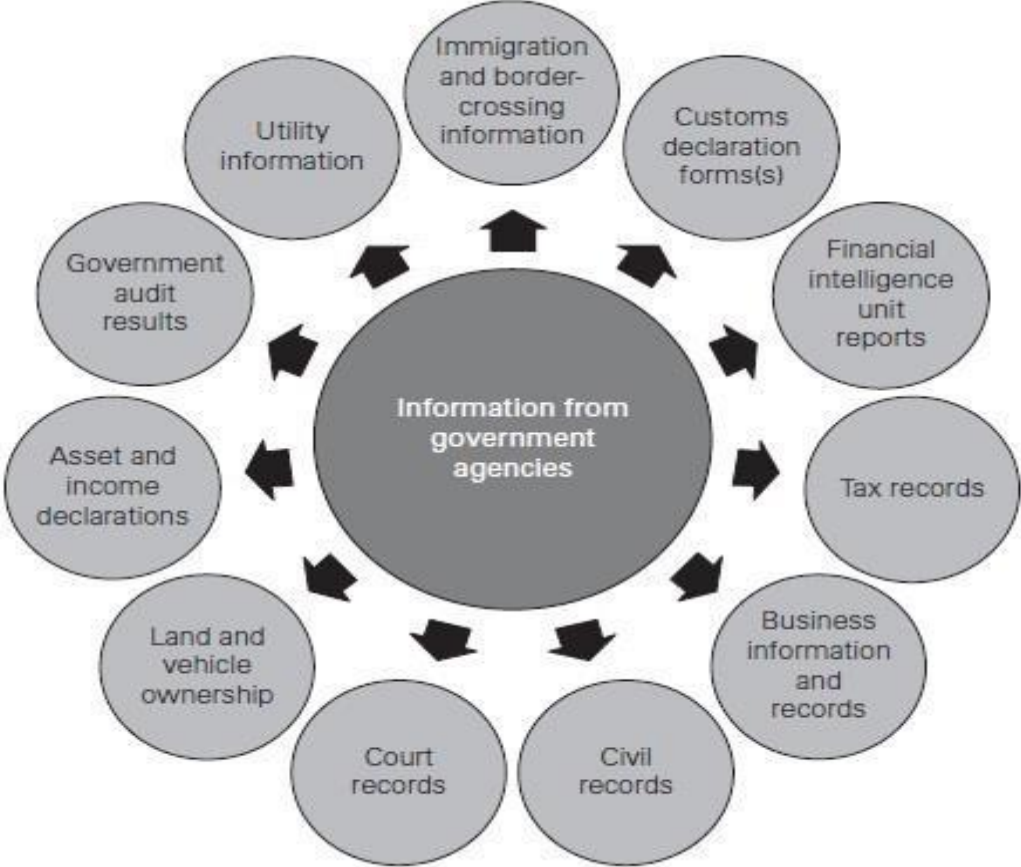 Immigration
and border-
crossing
information
Customs
declaration
forms(s)
Financial
intelligence
unit
reports
Tax records
Business
information
and
records
Civil
records
Court
records
Land and
vehicle
ownership
Asset and
income
declarations
Government
audit
results
Utility
information
Information from
government
agencies